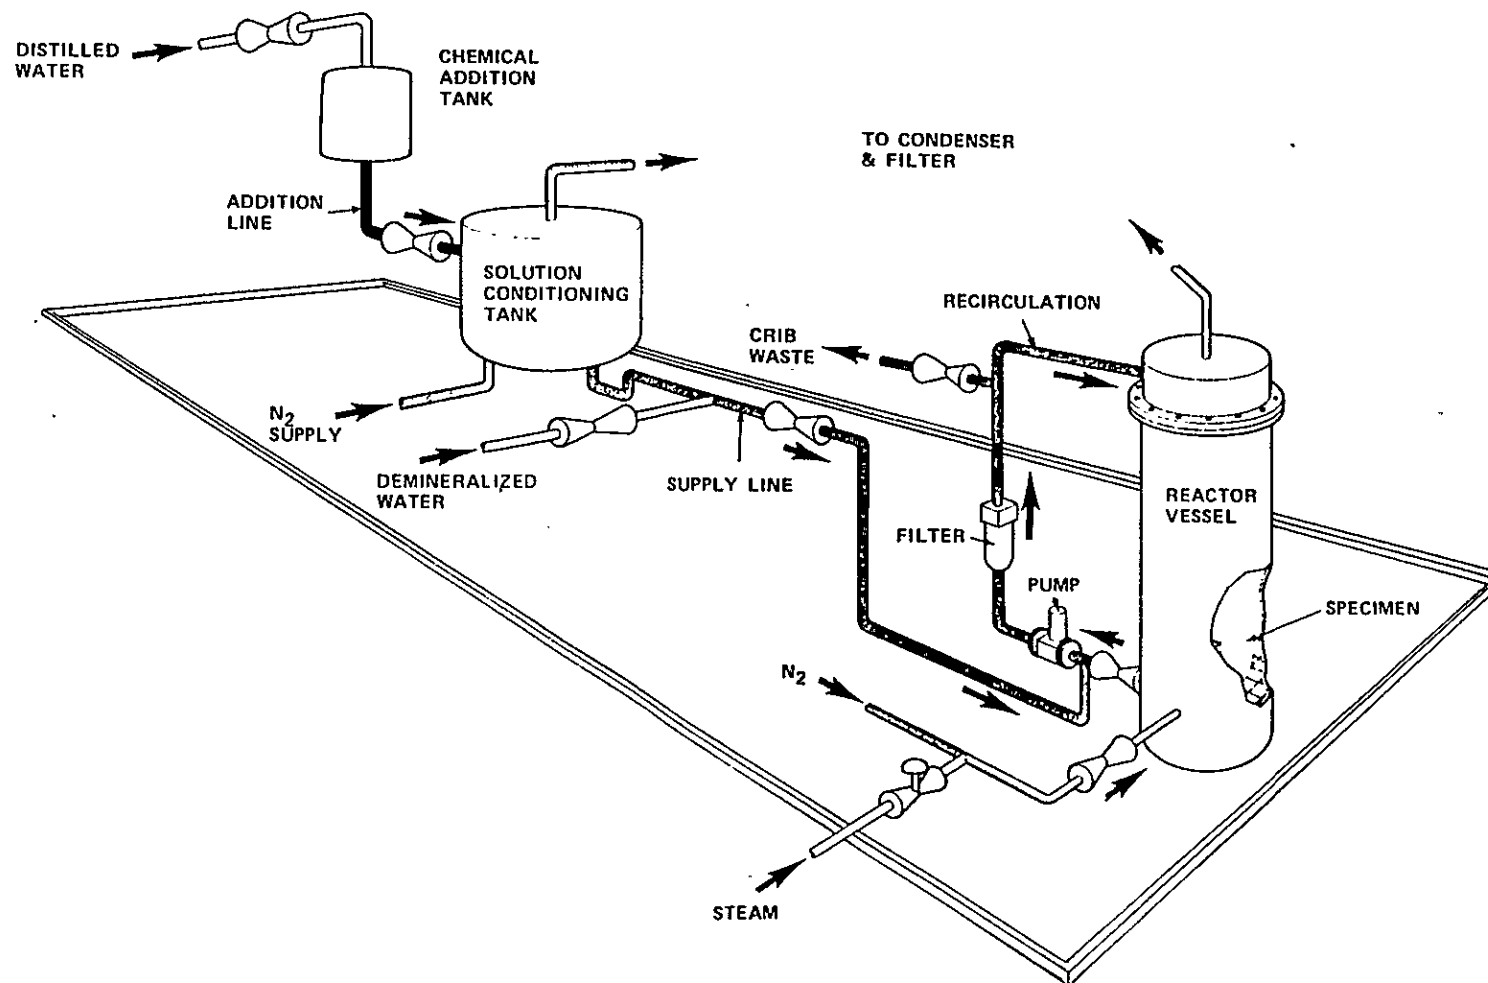 DISTILLED
WATER
CHEMICAL
ADDITION
TANK
TO CONDENSER
& FILTER
ADDITION
LINE
SOLUTION
CONDITIONING
TANK
RECIRCULATION
CRIB
WASTE
N2
SUPPLY
DEMINERALIZED
WATER
SUPPLY LINE
REACTOR
VESSEL
FILTER
PUMP
SPECIMEN
N2
STEAM